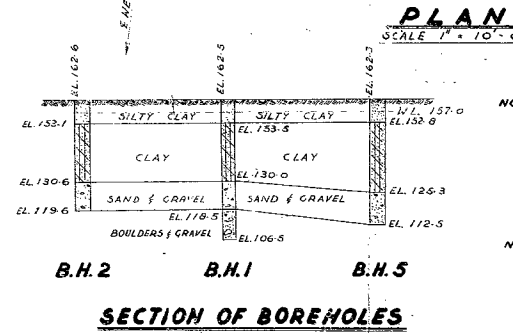 PLAN
SCALE 1" = 10'-
EL. 162-6
EL. 162-5
EL. 162-3
SILTY CLAY
SILTY CLAY
W.L. 157-0
EL. 153-1
EL. 153-5
EL. 152-8
CLAY
CLAY
EL. 130-6
EL. 130-0
EL. 125-3
SAND & GRAVEL
SAND & GRAVEL
EL. 119-6
EL. 118-5
EL. 112-5
BOULDERS & GRAVEL
EL. 106-5
B.H. 2
B.H. 1
B.H. 5
SECTION OF BOREHOLES